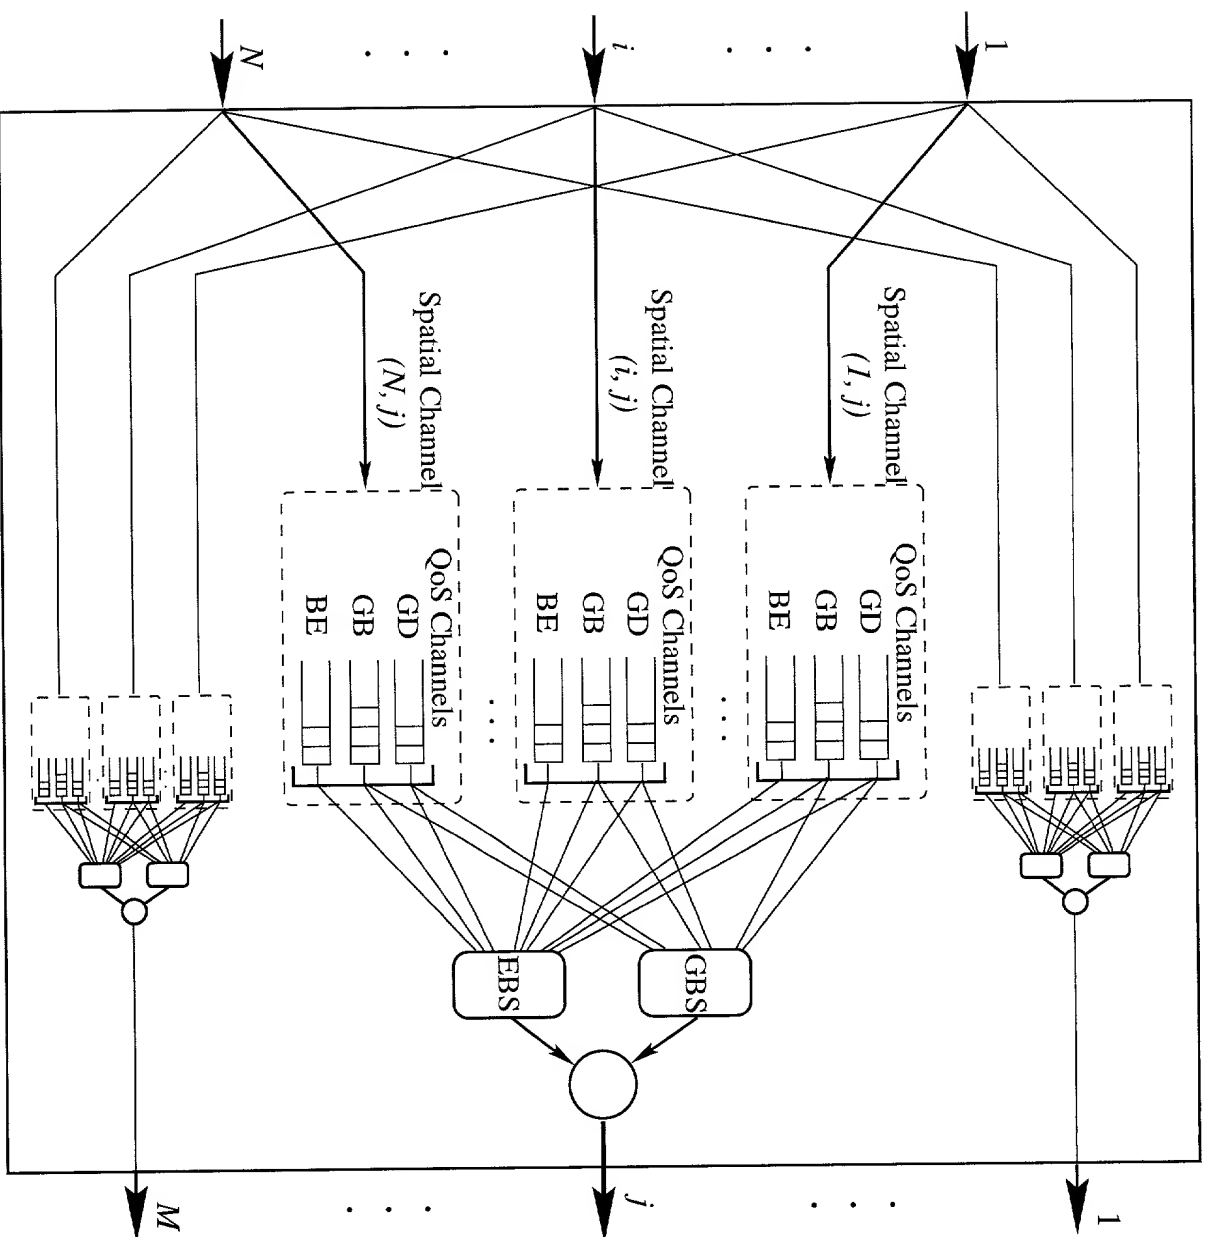 1
. . .
i
. . .
N
Spatial Channel
(1, j)
Spatial Channel
(i, j)
Spatial Channel
(N, j)
QoS Channels
GD
GB
BE
. . .
QoS Channels
GD
GB
BE
. . .
QoS Channels
GD
GB
BE
GBS
EBS
1
. . .
j
. . .
M